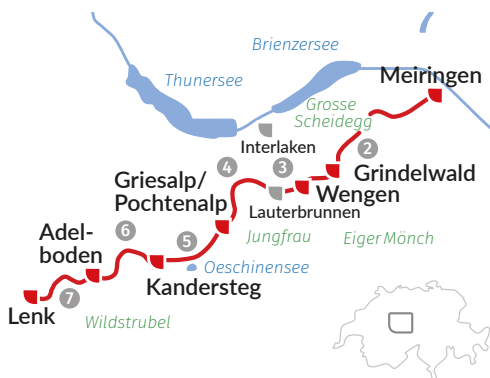 Brienzersee
Thunersee
Meiringen
Grosse
Scheidegg
Interlaken
2
4
3
Grindelwald
Griesalp/
Pochtenalp
Wengen
Lauterbrunnen
Adel-
boden
6
5
Jungfrau
Eiger Mönch
Oeschinensee
Kandersteg
7
Lenk
Wildstrubel